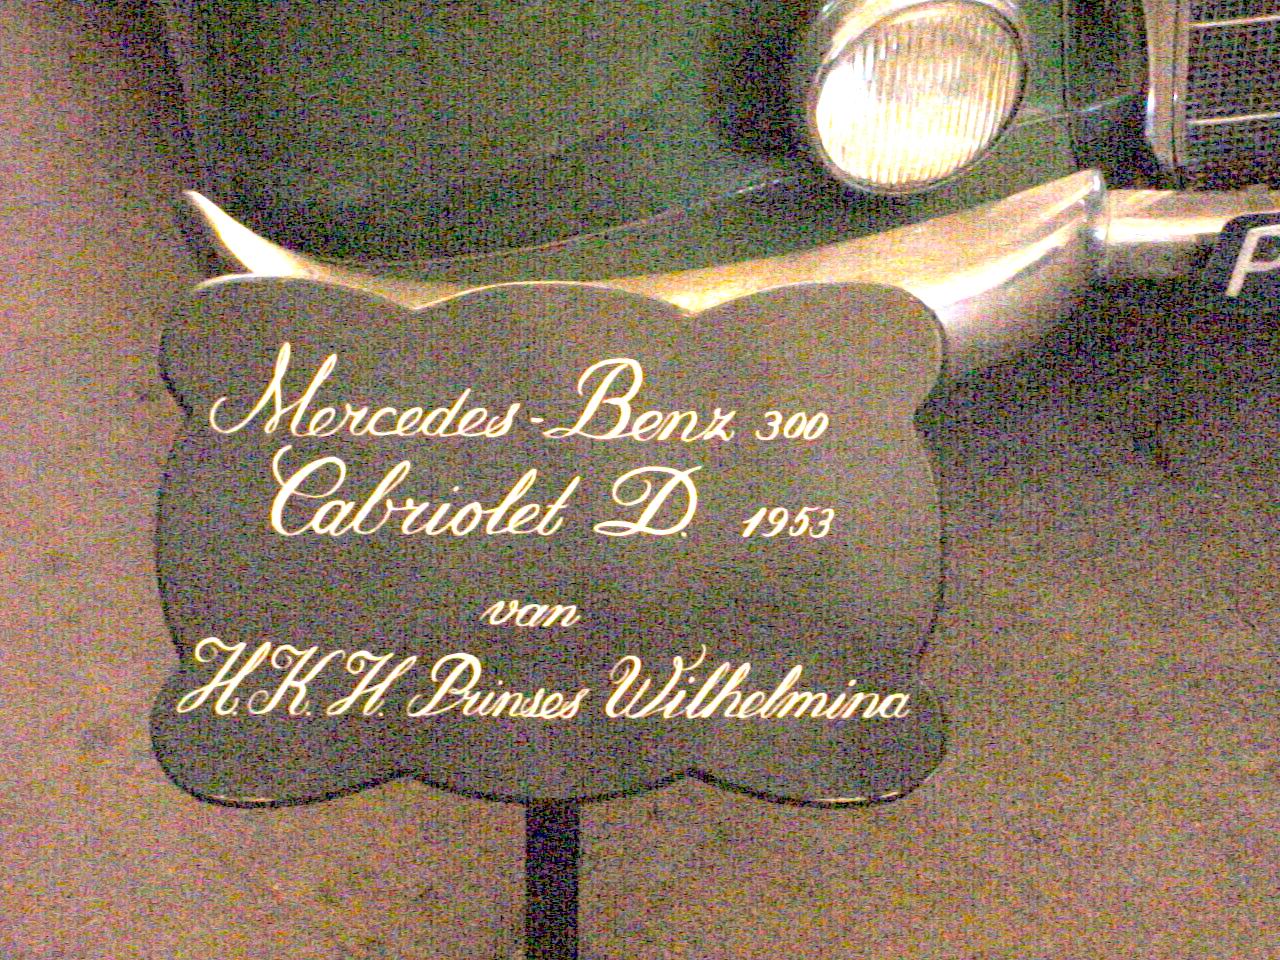 Mercedes-Benz 300
Cabriolet D. 1953
van
H.K.H. Prinses Wilhelmina
P